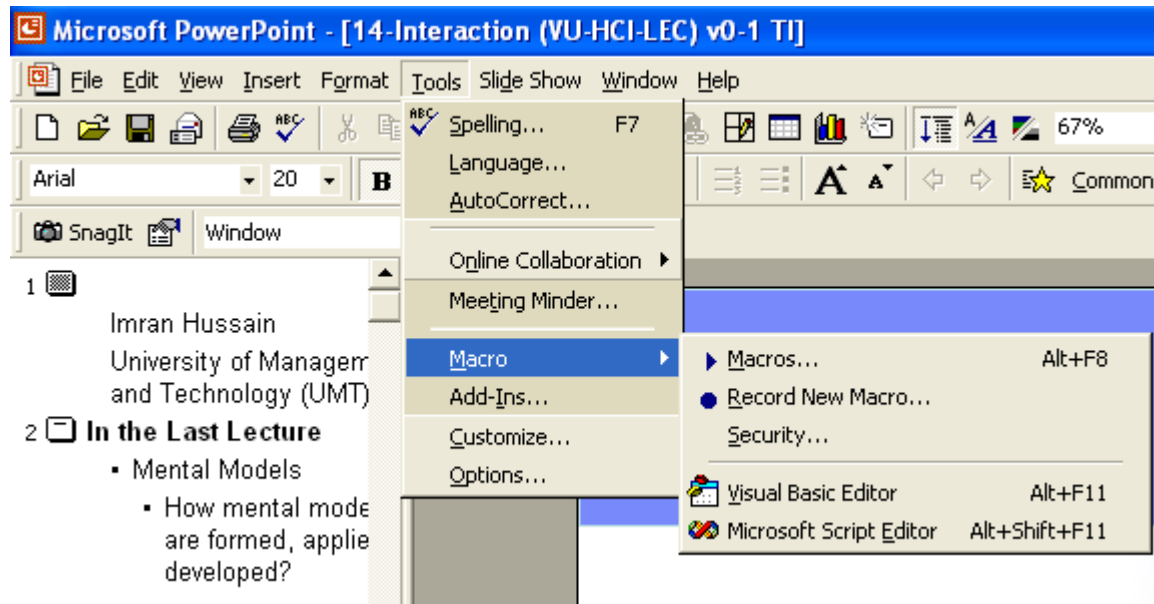 Microsoft PowerPoint - [14-Interaction (VU-HCI-LEC) v0-1 TI]
File Edit View Insert Format Tools Slide Show Window Help
ABC ABC 67%
Arial 20 B A A Common
SnagIt Window
Spelling... F7
Language...
AutoCorrect...
Online Collaboration
Meeting Minder...
Macro
Add-Ins...
Customize...
Options...
Macros... Alt+F8
Record New Macro...
Security...
Visual Basic Editor Alt+F11
Microsoft Script Editor Alt+Shift+F11
1
Imran Hussain
University of Managem
and Technology (UMT)
2 In the Last Lecture
▪ Mental Models
▪ How mental mode
are formed, applie
developed?